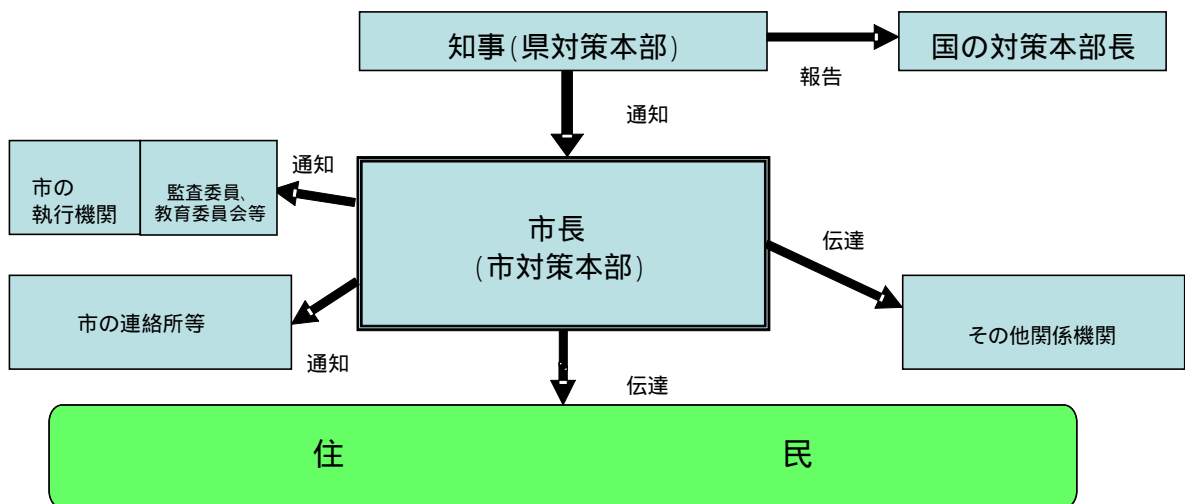 知事(県対策本部)
国の対策本部長
報告
通知
市の
執行機関
監査委員、
教育委員会等
通知
市長
(市対策本部)
伝達
市の連絡所等
通知
その他関係機関
伝達
住 民